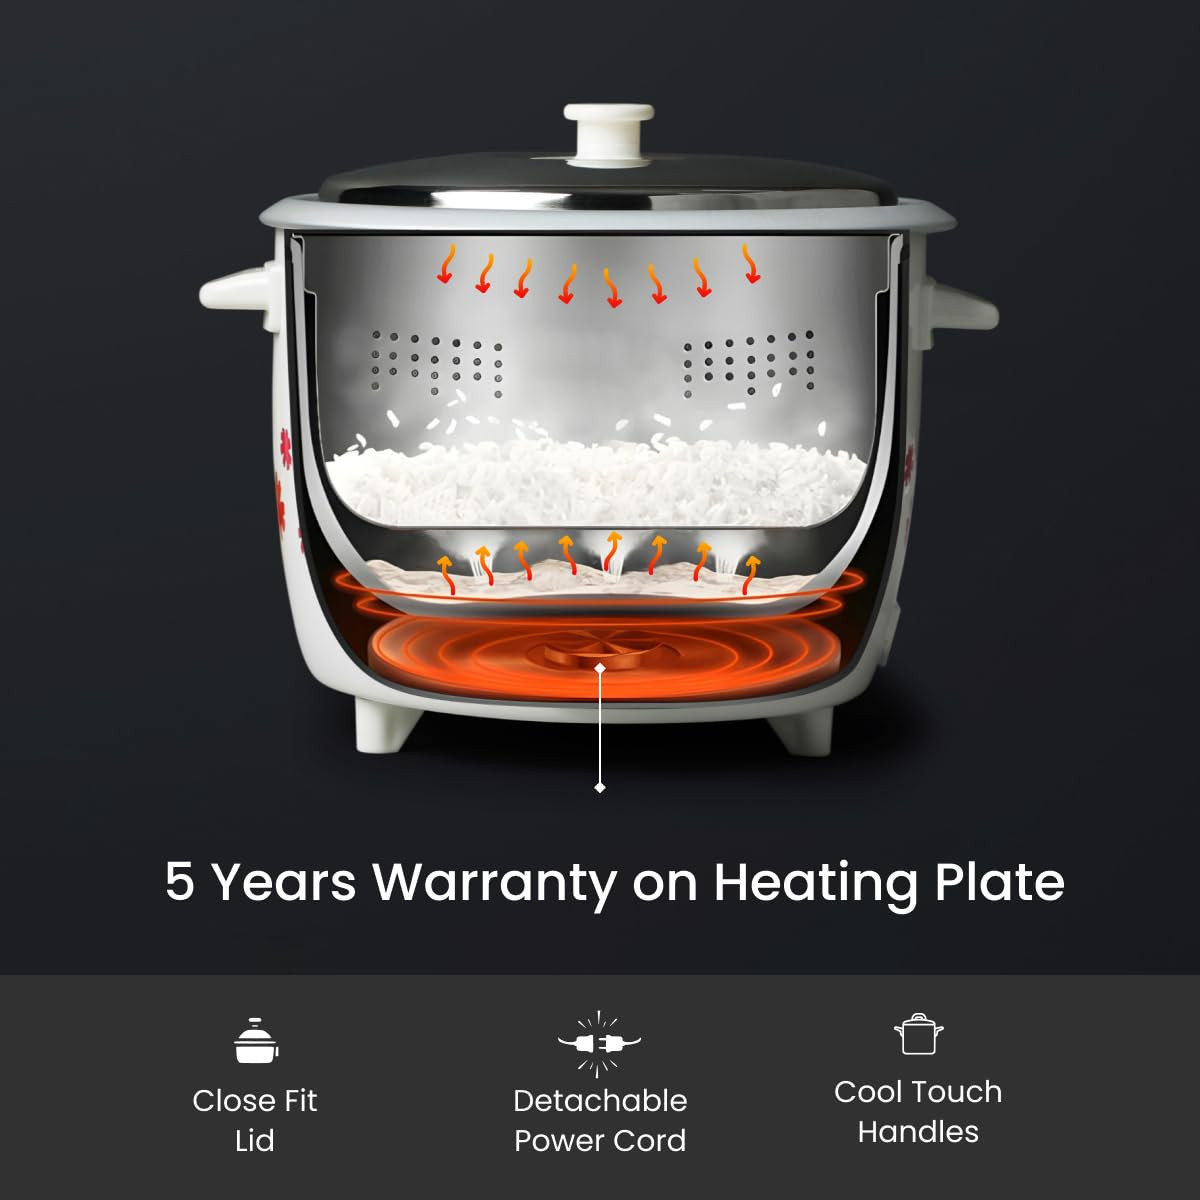 5 Years Warranty on Heating Plate
Close Fit
Lid
Detachable
Power Cord
Cool Touch
Handles